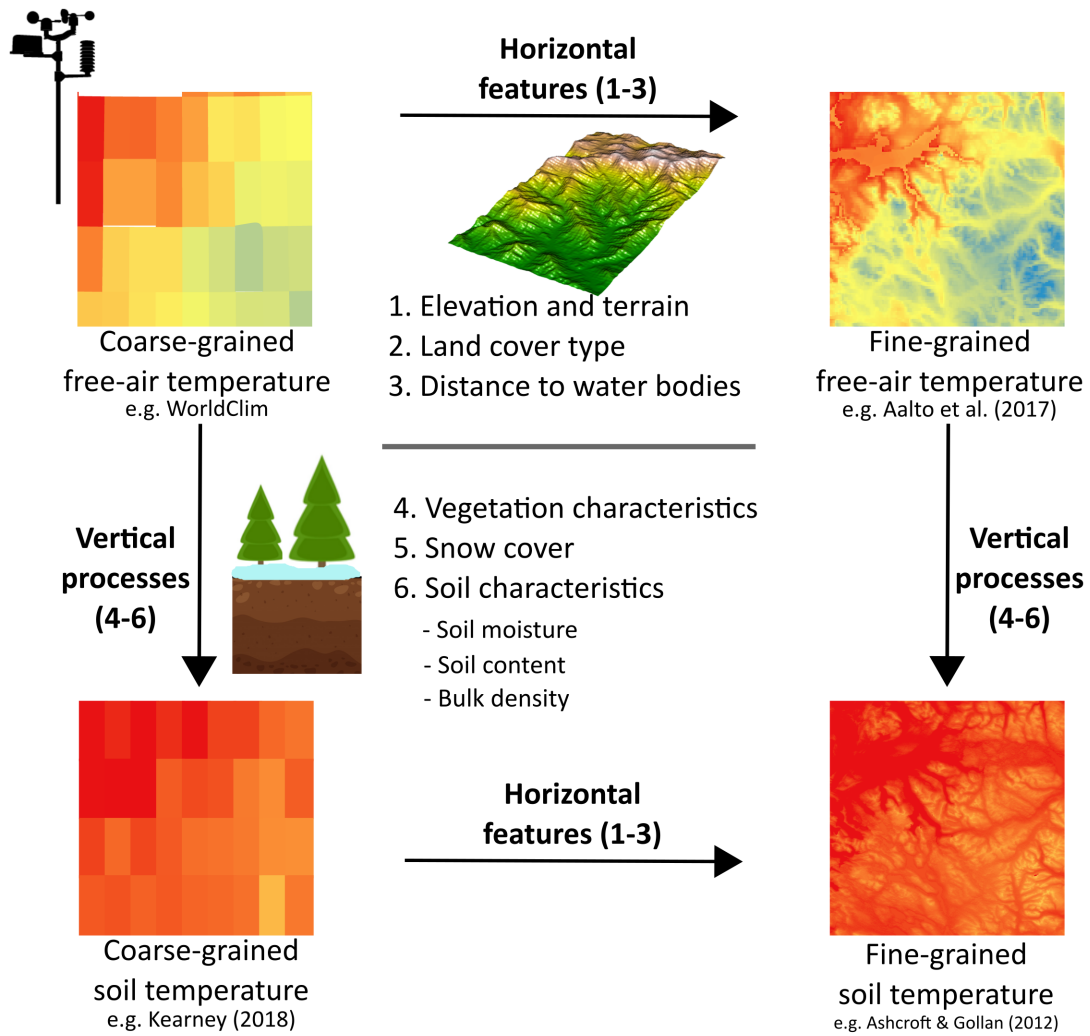 Horizontal
features (1-3)
Coarse-grained
free-air temperature
e.g. WorldClim
1. Elevation and terrain
2. Land cover type
3. Distance to water bodies
Fine-grained
free-air temperature
e.g. Aalto et al. (2017)
Vertical
processes
(4-6)
4. Vegetation characteristics
5. Snow cover
6. Soil characteristics
- Soil moisture
- Soil content
- Bulk density
Vertical
processes
(4-6)
Horizontal
features (1-3)
Coarse-grained
soil temperature
e.g. Kearney (2018)
Fine-grained
soil temperature
e.g. Ashcroft & Gollan (2012)